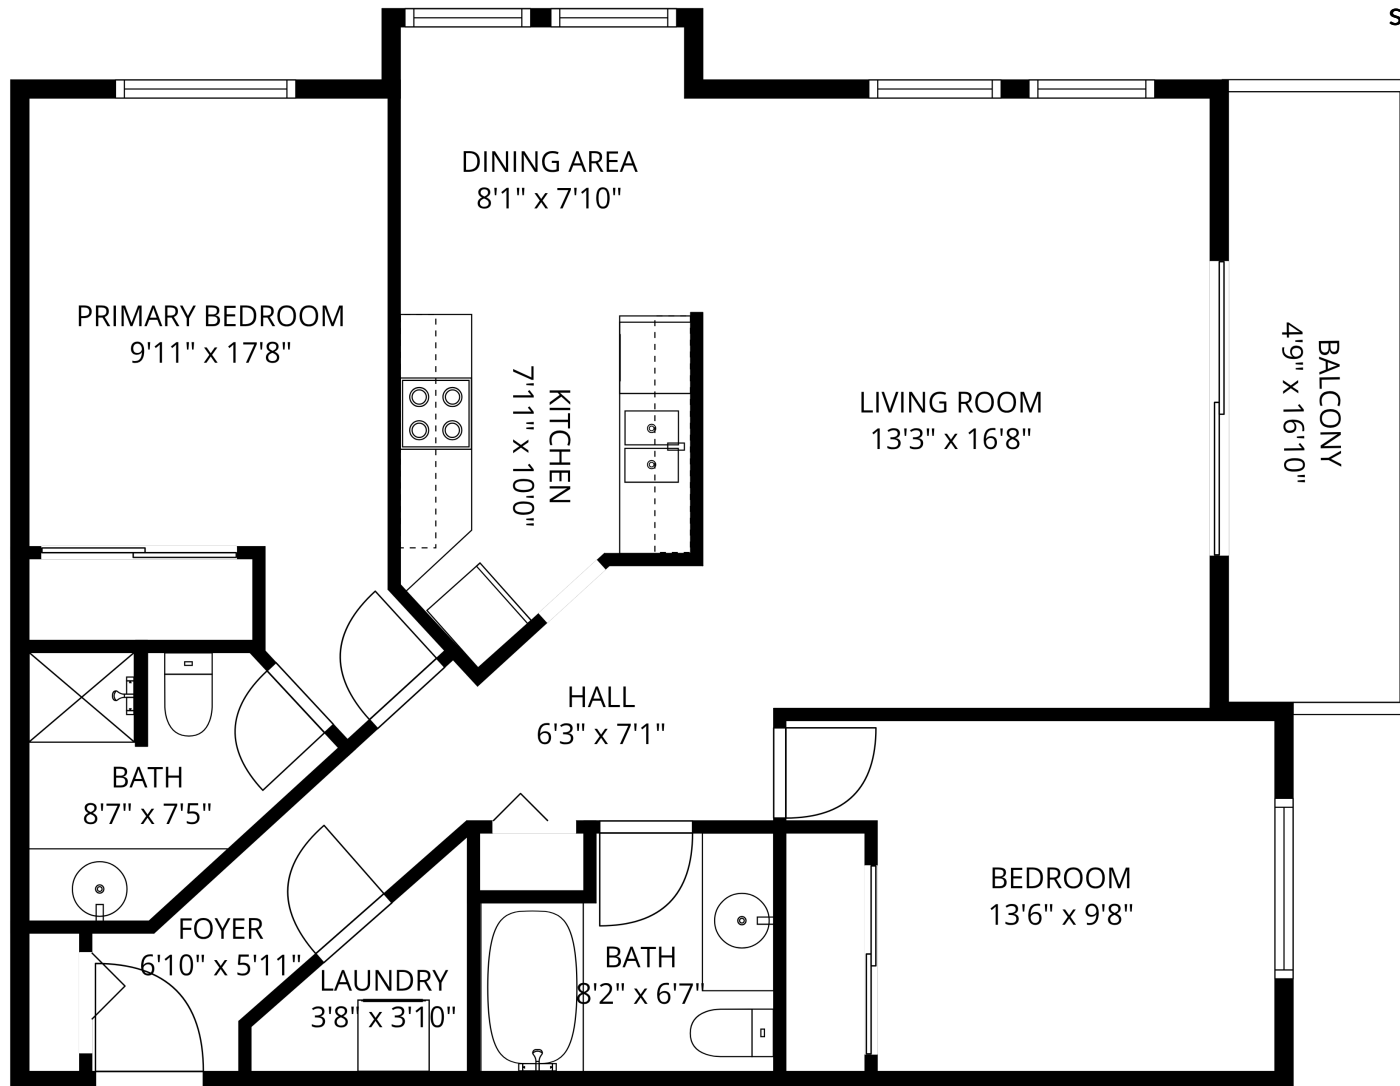 S
DINING AREA
8'1" x 7'10"
PRIMARY BEDROOM
9'11" x 17'8"
KITCHEN
7'11" x 10'0"
LIVING ROOM
13'3" x 16'8"
BALCONY
4'9" x 16'10"
HALL
6'3" x 7'1"
BATH
8'7" x 7'5"
BEDROOM
13'6" x 9'8"
FOYER
6'10" x 5'11"
LAUNDRY
3'8" x 3'10"
BATH
8'2" x 6'7"